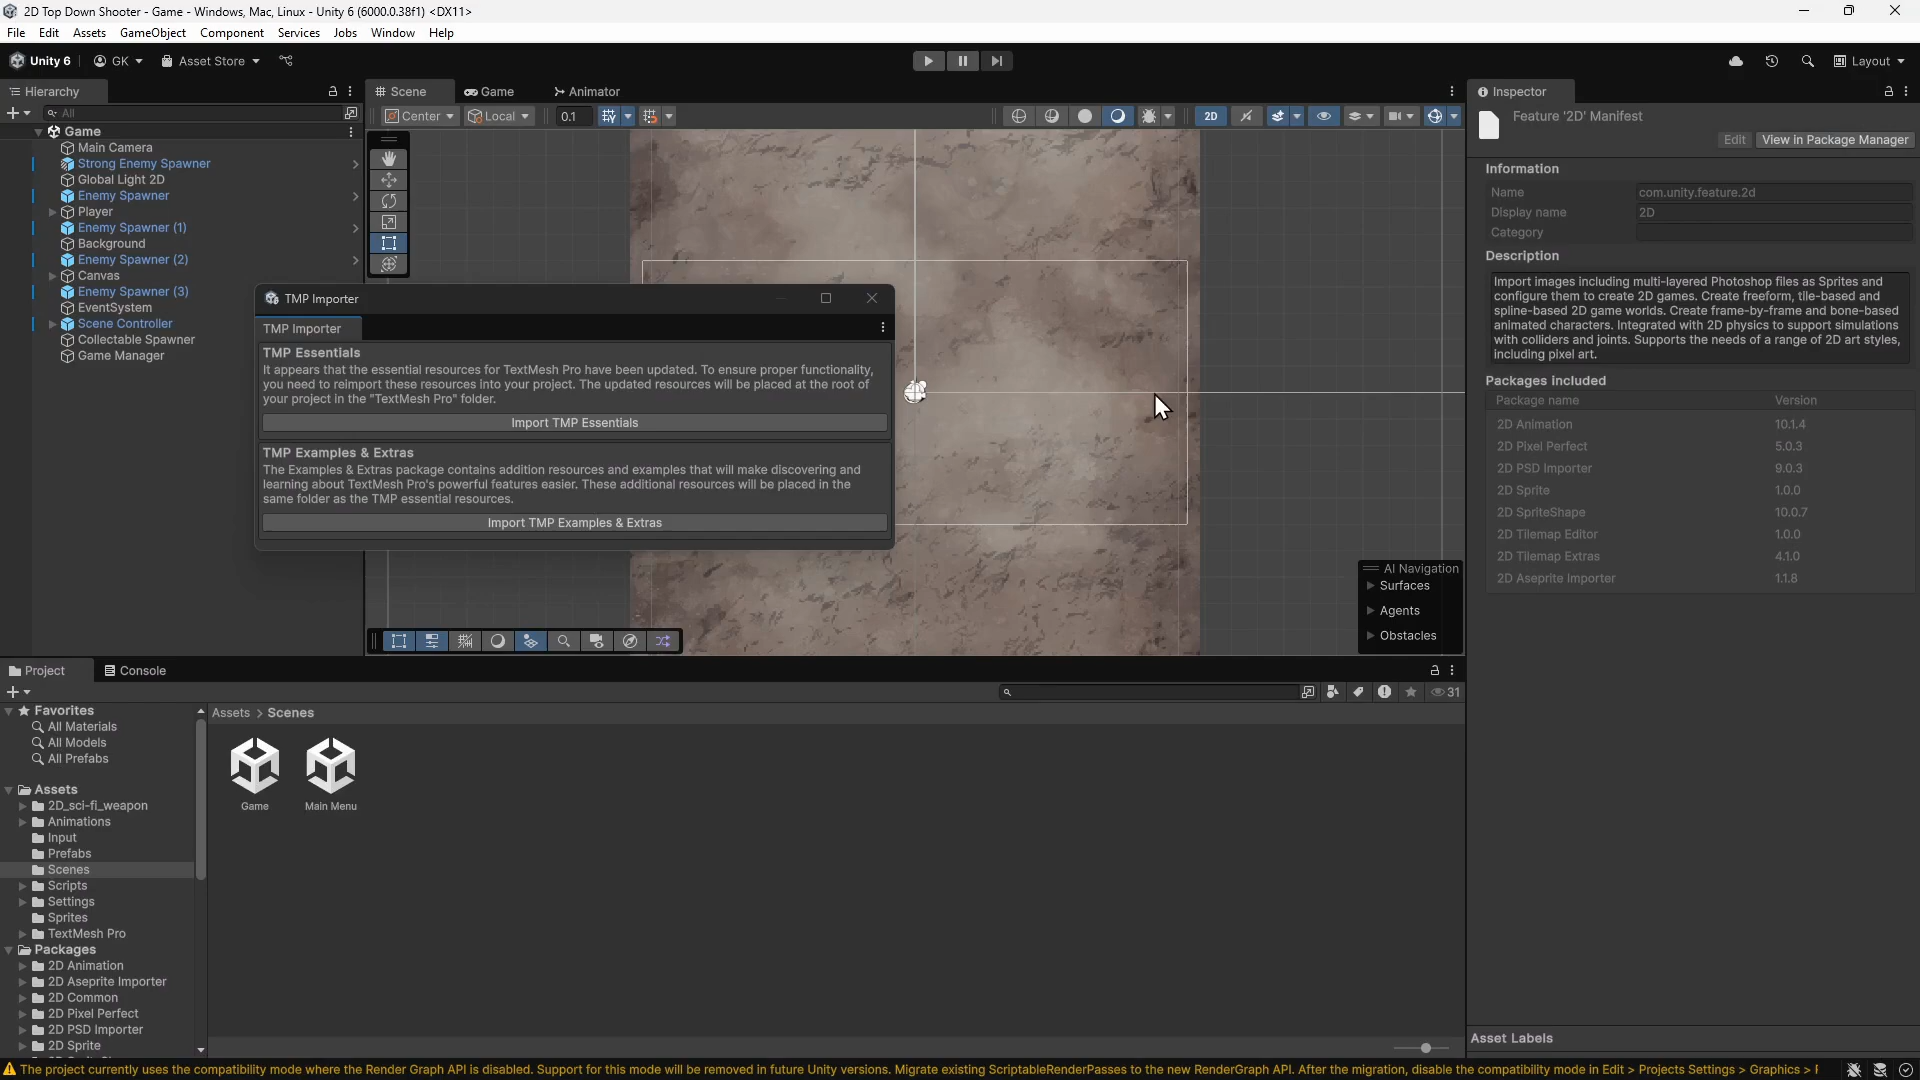 2D Top Down Shooter - Game - Windows, Mac, Linux - Unity 6 (6000.0.38f1) <DX11>
File Edit Assets GameObject Component Services Jobs Window Help
Unity 6 GK Asset Store Layout
Hierarchy
All
Game
Main Camera
Strong Enemy Spawner
Global Light 2D
Enemy Spawner
Player
Enemy Spawner (1)
Background
Enemy Spawner (2)
Canvas
Enemy Spawner (3)
EventSystem
Scene Controller
Collectable Spawner
Game Manager
Scene Game Animator
Center Local 0.1 2D
TMP Importer
TMP Importer
TMP Essentials
It appears that the essential resources for TextMesh Pro have been updated. To ensure proper functionality,
you need to reimport these resources into your project. The updated resources will be placed at the root of
your project in the "TextMesh Pro" folder.
Import TMP Essentials
TMP Examples & Extras
The Examples & Extras package contains addition resources and examples that will make discovering and
learning about TextMesh Pro's powerful features easier. These additional resources will be placed in the
same folder as the TMP essential resources.
Import TMP Examples & Extras
AI Navigation
Surfaces
Agents
Obstacles
Inspector
Feature '2D' Manifest
Edit View in Package Manager
Information
Name com.unity.feature.2d
Display name 2D
Category
Description
Import images including multi-layered Photoshop files as Sprites and
configure them to create 2D games. Create freeform, tile-based and
spline-based 2D game worlds. Create frame-by-frame and bone-based
animated characters. Integrated with 2D physics to support simulations
with colliders and joints. Supports the needs of a range of 2D art styles,
including pixel art.
Packages included
Package name Version
2D Animation 10.1.4
2D Pixel Perfect 5.0.3
2D PSD Importer 9.0.3
2D Sprite 1.0.0
2D SpriteShape 10.0.7
2D Tilemap Editor 1.0.0
2D Tilemap Extras 4.1.0
2D Aseprite Importer 1.1.8
Asset Labels
Project Console
31
Favorites
All Materials
All Models
All Prefabs
Assets
2D_sci-fi_weapon
Animations
Input
Prefabs
Scenes
Scripts
Settings
Sprites
TextMesh Pro
Packages
2D Animation
2D Aseprite Importer
2D Common
2D Pixel Perfect
2D PSD Importer
2D Sprite
Assets > Scenes
Game Main Menu
The project currently uses the compatibility mode where the Render Graph API is disabled. Support for this mode will be removed in future Unity versions. Migrate existing ScriptableRenderPasses to the new RenderGraph API. After the migration, disable the compatibility mode in Edit > Projects Settings > Graphics >